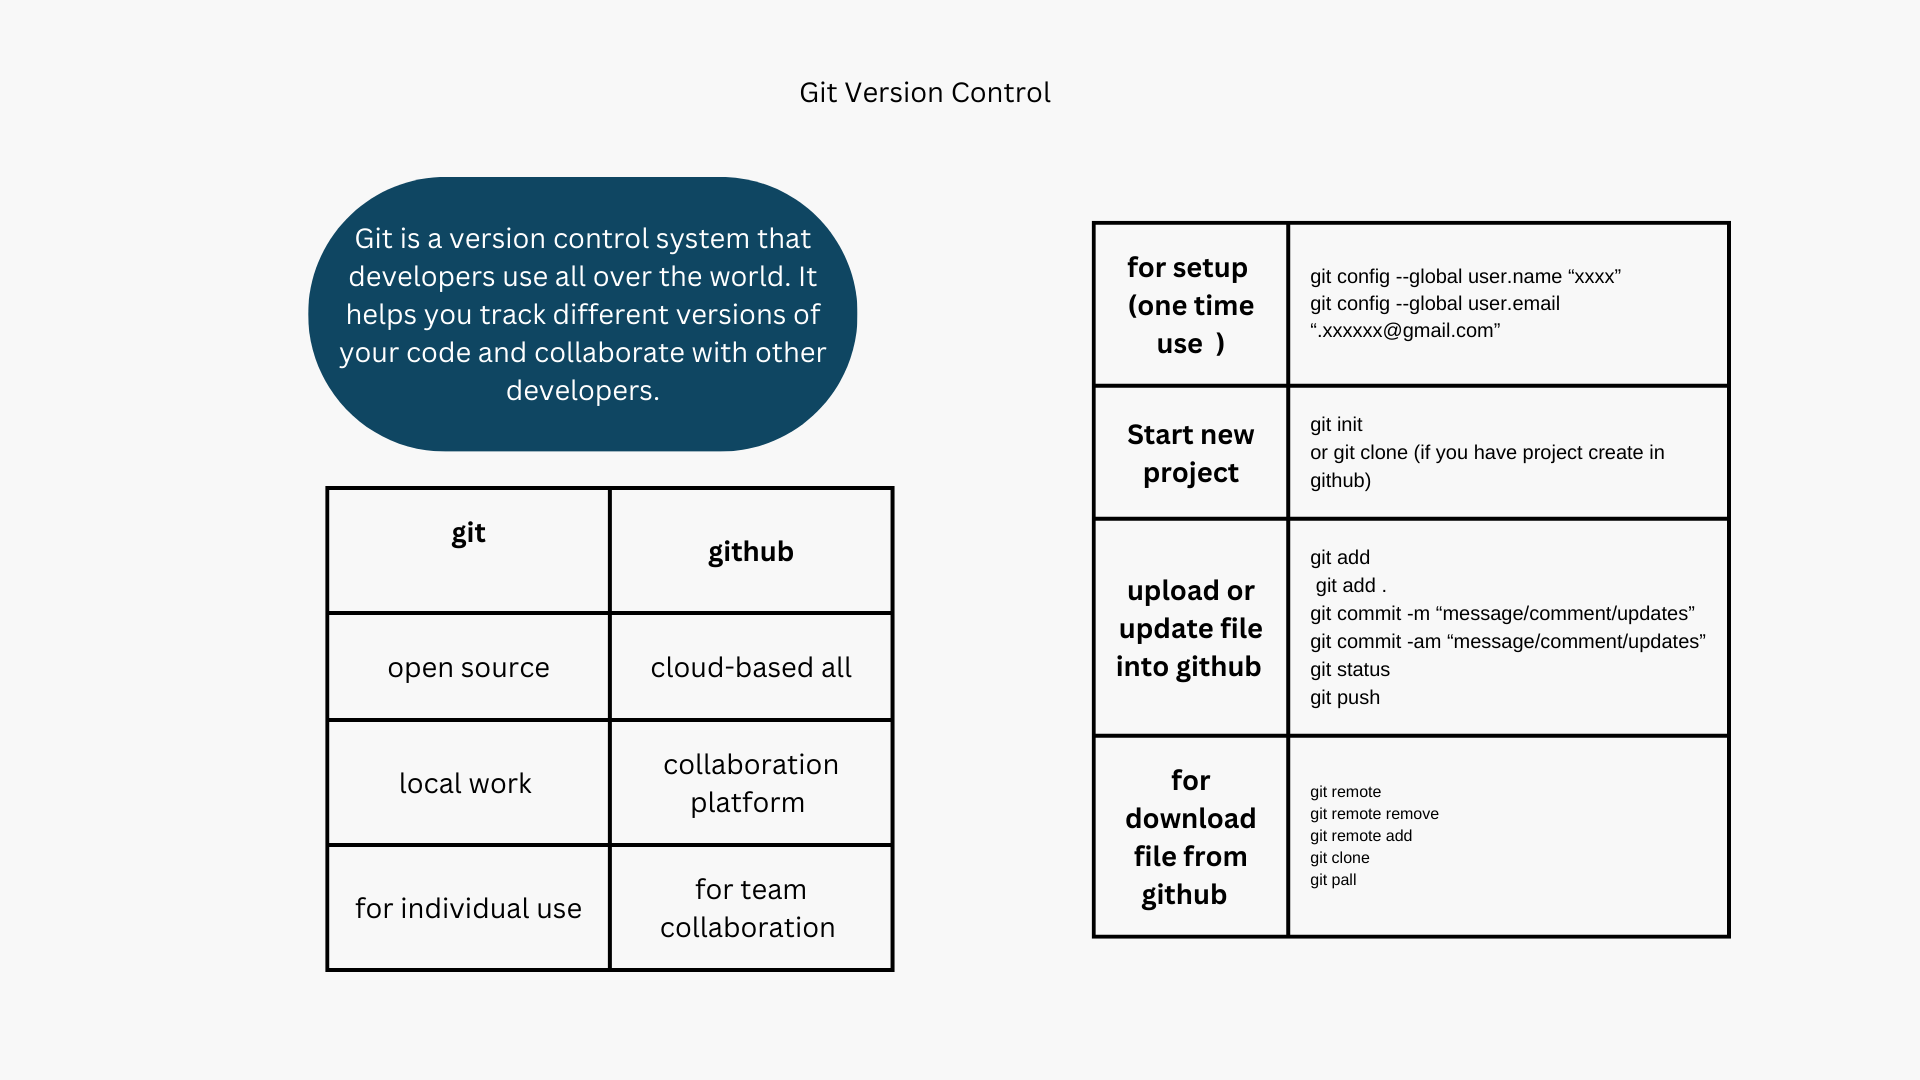 Git Version Control
Git is a version control system that
developers use all over the world. It
helps you track different versions of
your code and collaborate with other
developers.
git
github
open source
cloud-based all
local work
collaboration
platform
for individual use
for team
collaboration
for setup
(one time
use  )
git config --global user.name “xxxx”
git config --global user.email
“.xxxxxx@gmail.com”
Start new
project
git init
or git clone (if you have project create in
github)
upload or
update file
into github
git add
git add .
git commit -m “message/comment/updates”
git commit -am “message/comment/updates”
git status
git push
for
download
file from
github
git remote
git remote remove
git remote add
git clone
git pall